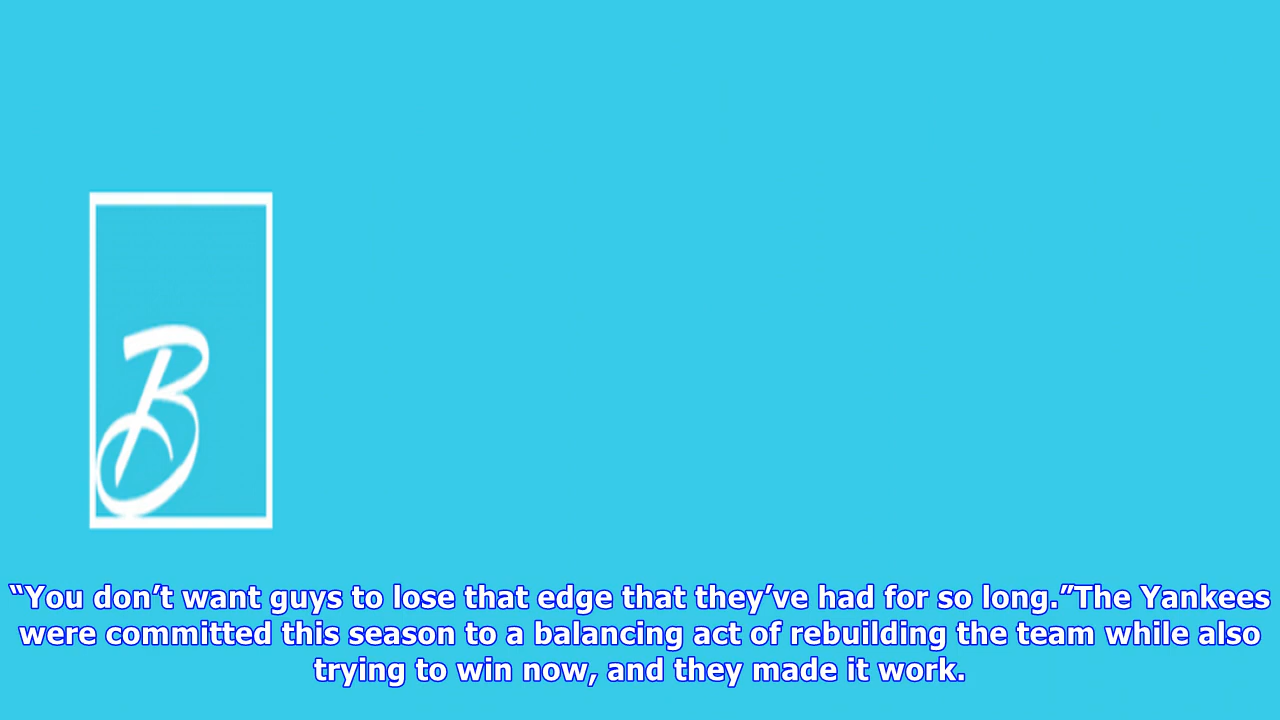 B
“You don’t want guys to lose that edge that they’ve had for so long.”The Yankees
were committed this season to a balancing act of rebuilding the team while also
trying to win now, and they made it work.